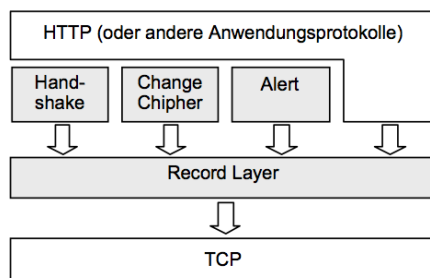 HTTP (oder andere Anwendungsprotokolle)
Hand-
shake
Change
Chipher
Alert
Record Layer
TCP